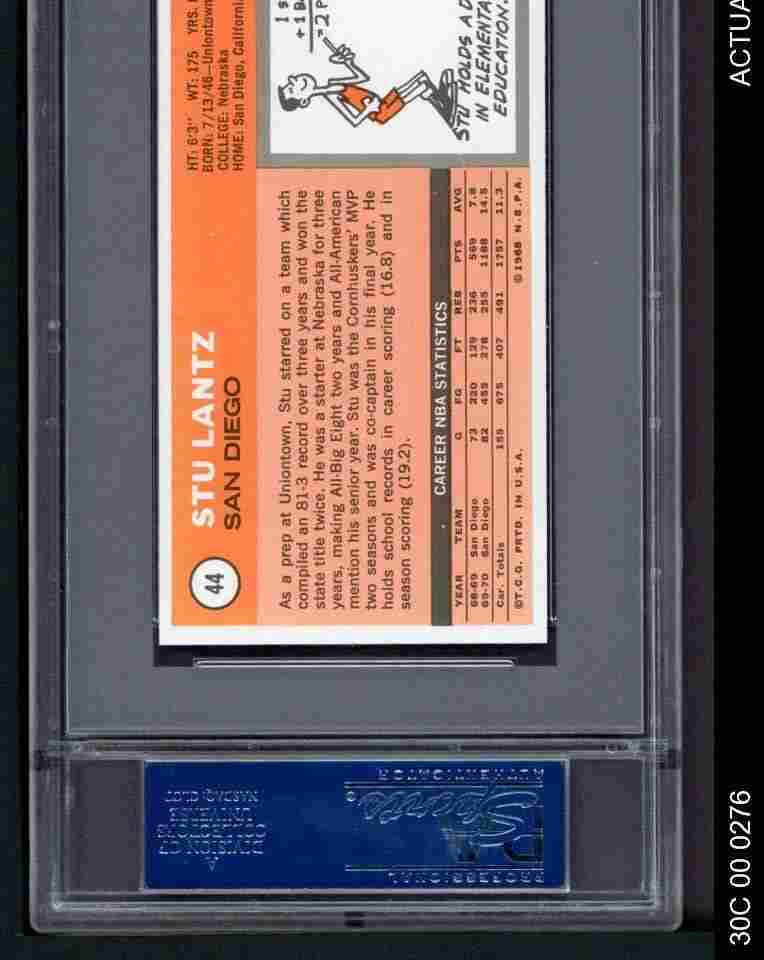 44
STU LANTZ
SAN DIEGO
HT: 6'3" WT: 175 YRS.
BORN: 7/13/46—Uniontown
COLLEGE: Nebraska
HOME: San Diego, California
As a prep at Uniontown, Stu starred on a team which
compiled an 81-3 record over three years and won the
state title twice. He was a starter at Nebraska for three
years, making All-Big Eight two years and All-American
mention his senior year. Stu was the Cornhuskers' MVP
two seasons and was co-captain in his final year. He
holds school records in career scoring (16.8) and in
season scoring (19.2).
STU HOLDS A
IN ELEMENTA
EDUCATION.
CAREER NBA STATISTICS
YEAR TEAM G FG FT REB PTS AVG
68-69 San Diego 73 220 129 236 569 7.8
69-70 San Diego 82 455 278 255 1188 14.5
Car. Totals 155 675 407 491 1757 11.3
©T.C.G. PRTD. IN U.S.A. ©1968 N.B.P.A.
PROFESSIONAL
Sports
AUTHENTICATOR
A
DIVISION OF
COLLECTORS
UNIVERSE
NASDAQ: CLCT
ACTUA
30C 00 0276